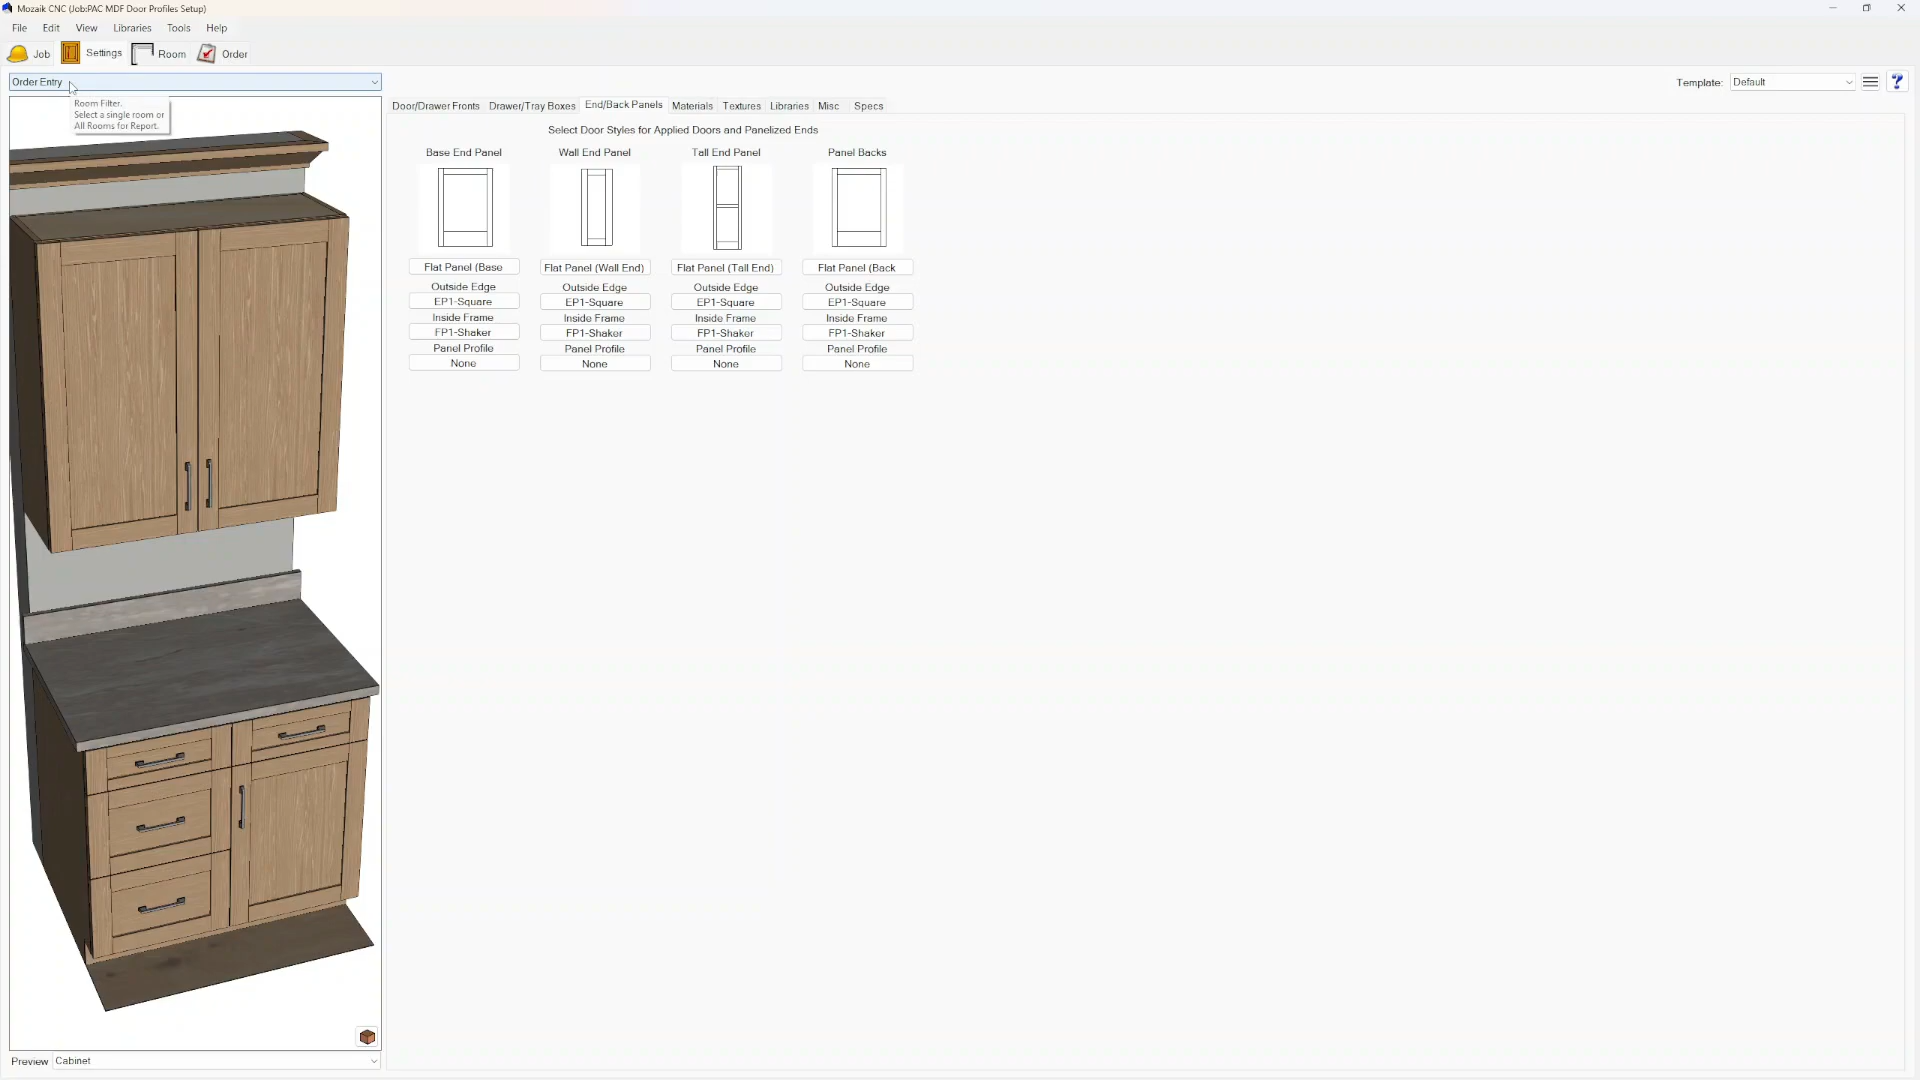 Mozaik CNC (Job:PAC MDF Door Profiles Setup)
File Edit View Libraries Tools Help
Job Settings Room Order
Order Entry
Template: Default
?
Room Filter.
Select a single room or
All Rooms for Report.
Door/Drawer Fronts Drawer/Tray Boxes End/Back Panels Materials Textures Libraries Misc Specs
Select Door Styles for Applied Doors and Panelized Ends
Base End Panel Wall End Panel Tall End Panel Panel Backs
Flat Panel (Base Flat Panel (Wall End) Flat Panel (Tall End) Flat Panel (Back
Outside Edge Outside Edge Outside Edge Outside Edge
EP1-Square EP1-Square EP1-Square EP1-Square
Inside Frame Inside Frame Inside Frame Inside Frame
FP1-Shaker FP1-Shaker FP1-Shaker FP1-Shaker
Panel Profile Panel Profile Panel Profile Panel Profile
None None None None
Preview Cabinet